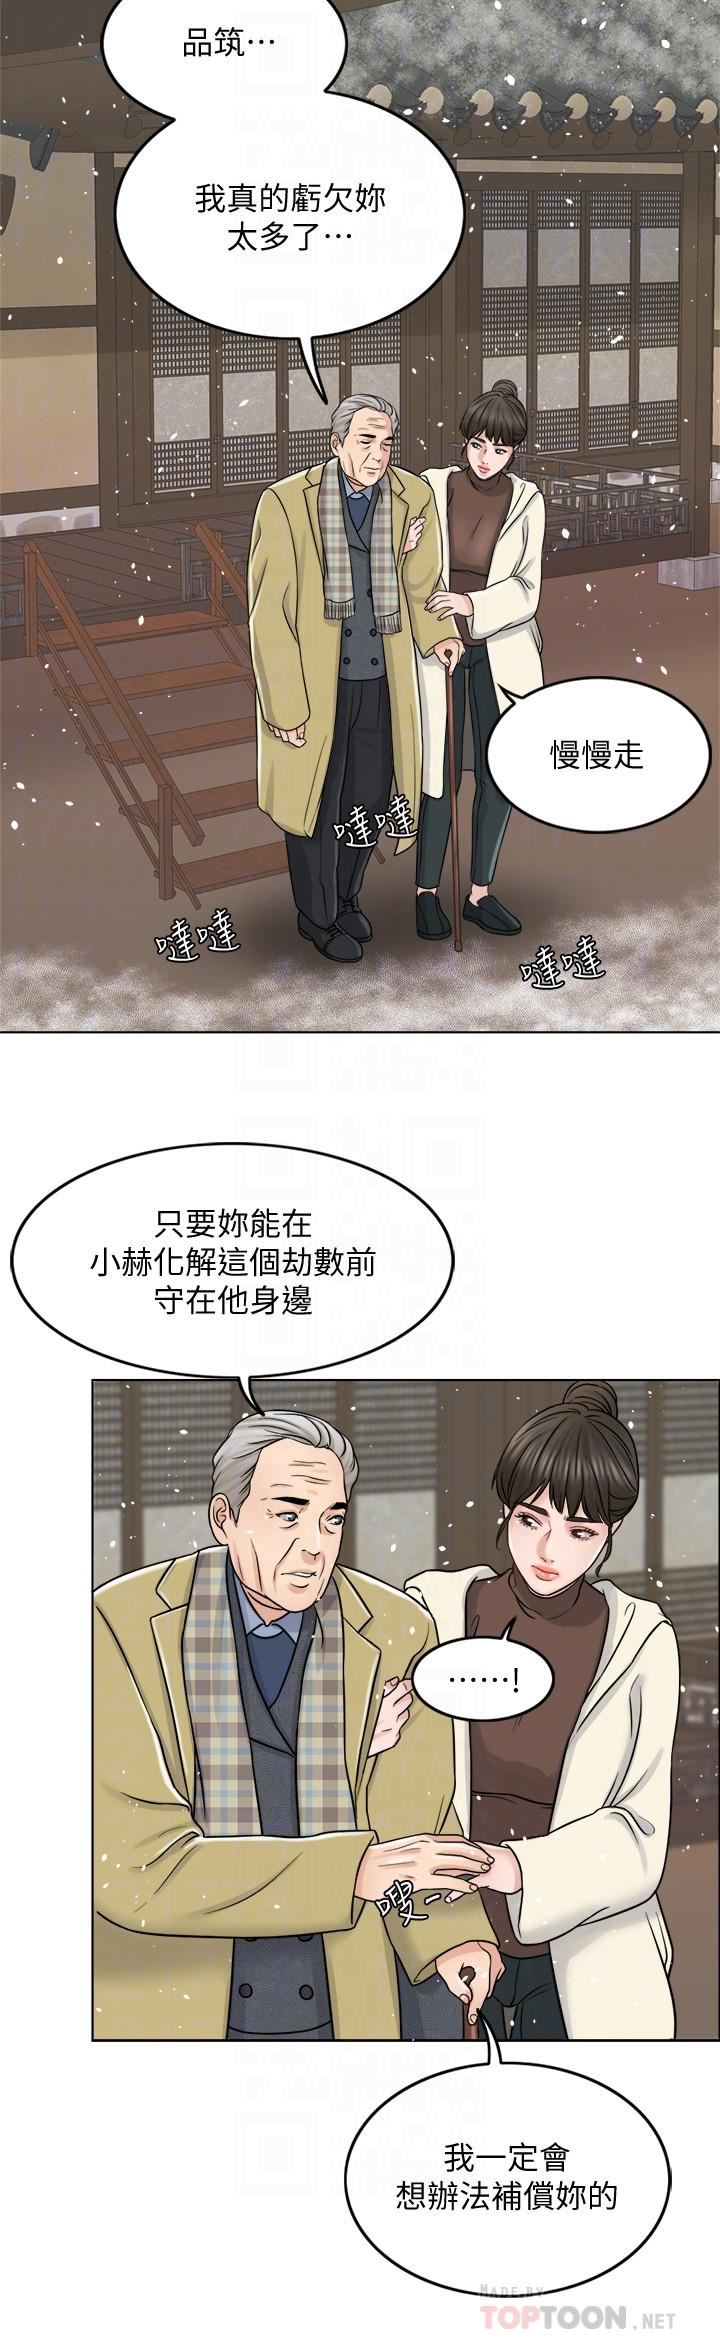 品筑…
我真的虧欠妳
太多了…
慢慢走
噠噠
噠噠
噠噠
只要妳能在
小赫化解這個劫數前
守在他身邊
……!
嗖-
我一定會
想辦法補償妳的
MADE BY
TOPTOON.NET